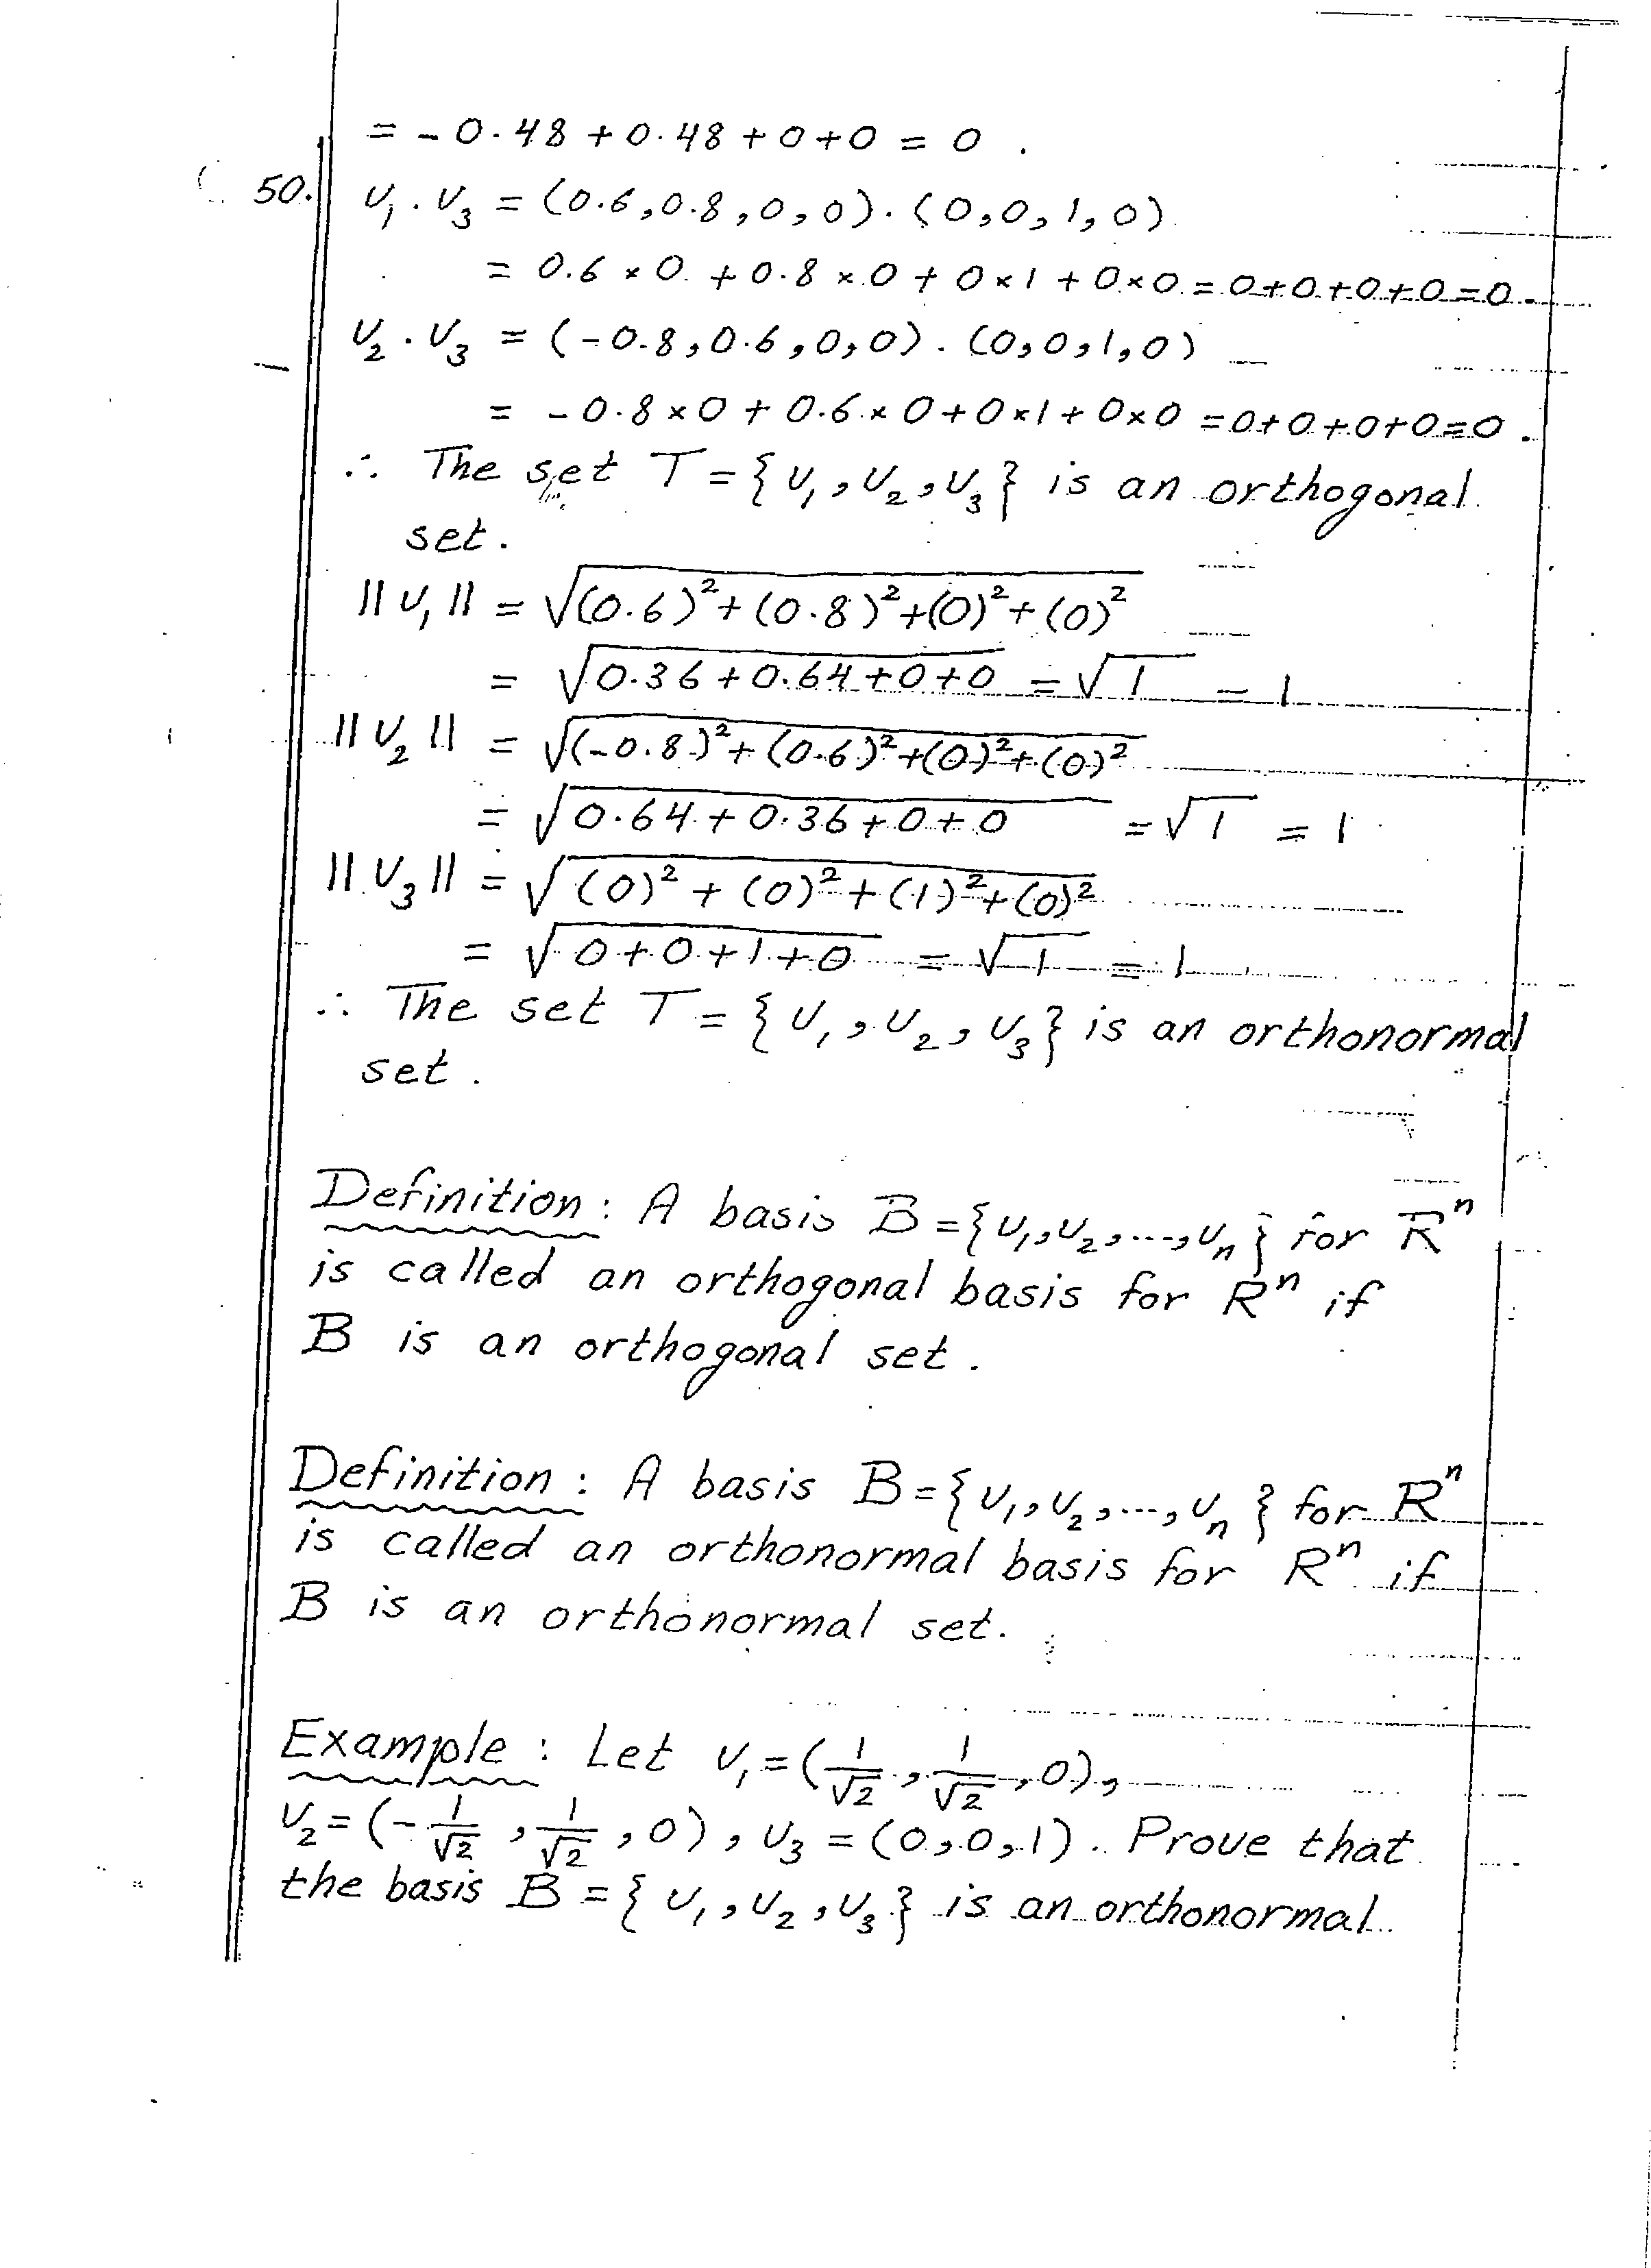 = -0.48 + 0.48 + 0 + 0 = 0 .
50. v₁ . v₃ = (0.6, 0.8, 0, 0) . (0, 0, 1, 0)
= 0.6 × 0 + 0.8 × 0 + 0 × 1 + 0 × 0 = 0+0+0+0 = 0.
v₂ . v₃ = (-0.8, 0.6, 0, 0) . (0, 0, 1, 0)
= -0.8 × 0 + 0.6 × 0 + 0 × 1 + 0 × 0 = 0+0+0+0 = 0 .
∴ The set T = {v₁, v₂, v₃} is an orthogonal
set .
||v₁|| = √((0.6)² + (0.8)² + (0)² + (0)²)
= √(0.36 + 0.64 + 0 + 0) = √1 = 1
||v₂|| = √((-0.8)² + (0.6)² + (0)² + (0)²)
= √(0.64 + 0.36 + 0 + 0) = √1 = 1
||v₃|| = √((0)² + (0)² + (1)² + (0)²)
= √(0 + 0 + 1 + 0) = √1 = 1
∴ The set T = {v₁, v₂, v₃} is an orthonormal
set .
Definition : A basis B = {v₁, v₂, ..., vₙ} for Rⁿ
is called an orthogonal basis for Rⁿ if
B is an orthogonal set .
Definition : A basis B = {v₁, v₂, ..., vₙ} for Rⁿ
is called an orthonormal basis for Rⁿ if
B is an orthonormal set .
Example : Let v₁ = (1/√2, 1/√2, 0),
v₂ = (-1/√2, 1/√2, 0), v₃ = (0, 0, 1) . Prove that
the basis B = {v₁, v₂, v₃} is an orthonormal